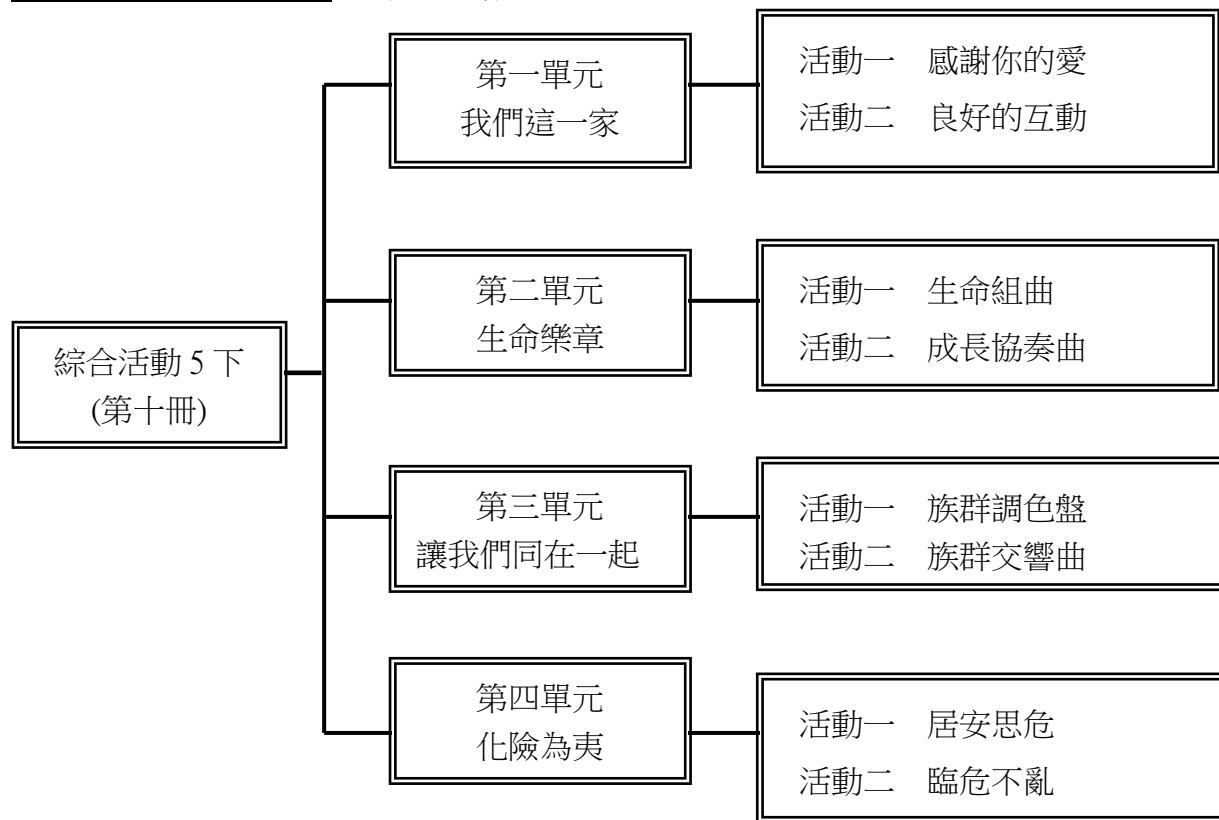 綜合活動 5 下
(第十冊)
第一單元
我們這一家
活動一　感謝你的愛
活動二　良好的互動
第二單元
生命樂章
活動一　生命組曲
活動二　成長協奏曲
第三單元
讓我們同在一起
活動一　族群調色盤
活動二　族群交響曲
第四單元
化險為夷
活動一　居安思危
活動二　臨危不亂